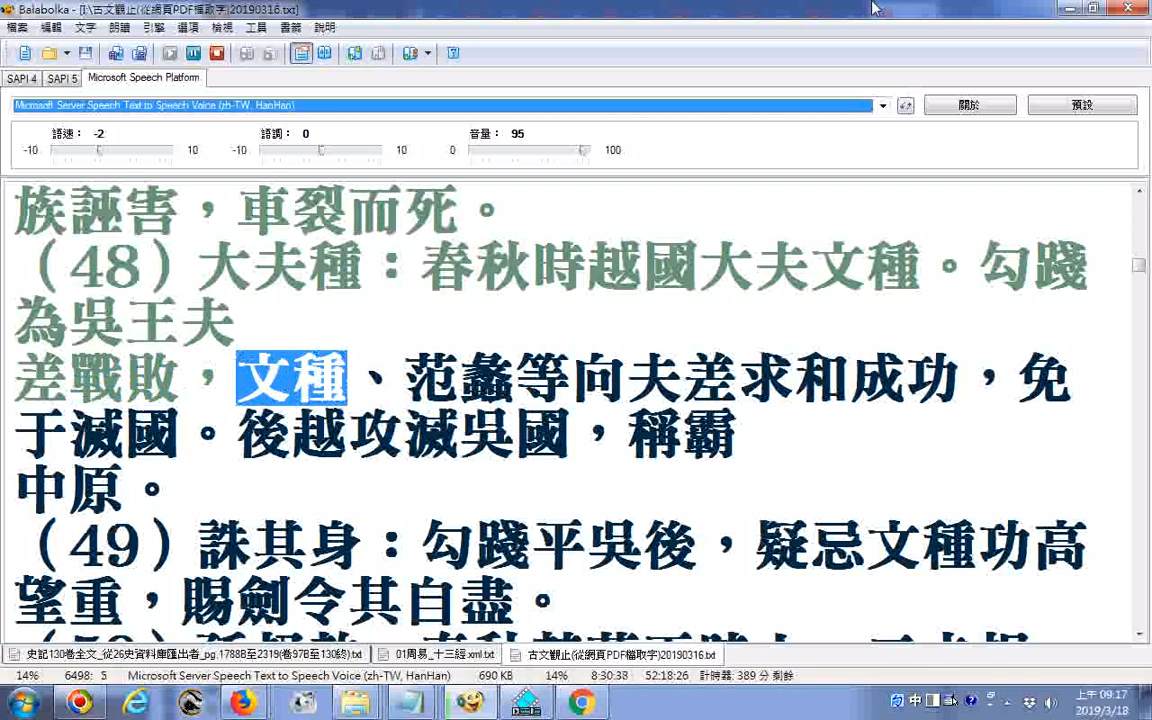 Balabolka - [I:\古文觀止(從網頁PDF檔取字)20190316.txt]
檔案 編輯 文字 朗讀 引擎 選項 檢視 工具 書籤 說明
SAPI 4 SAPI 5 Microsoft Speech Platform
Microsoft Server Speech Text to Speech Voice (zh-TW, HanHan)
關於 預設
語速： -2 語調： 0 音量： 95
-10 10 -10 10 0 100
族誣害，車裂而死。
（48）大夫種：春秋時越國大夫文種。勾踐
為吳王夫
差戰敗，文種、范蠡等向夫差求和成功，免
于滅國。後越攻滅吳國，稱霸
中原。
（49）誅其身：勾踐平吳後，疑忌文種功高
望重，賜劍令其自盡。
史記130卷全文_從26史資料庫匯出者_pg.1788B至2319(卷97B至130終).txt 01周易_十三經.xml.txt 古文觀止(從網頁PDF檔取字)20190316.txt
14% 6498: 5 Microsoft Server Speech Text to Speech Voice (zh-TW, HanHan) 690 KB 14% 8:30:38 52:18:26 計時器: 389 分 剩餘
中
上午 09:17
2019/3/18